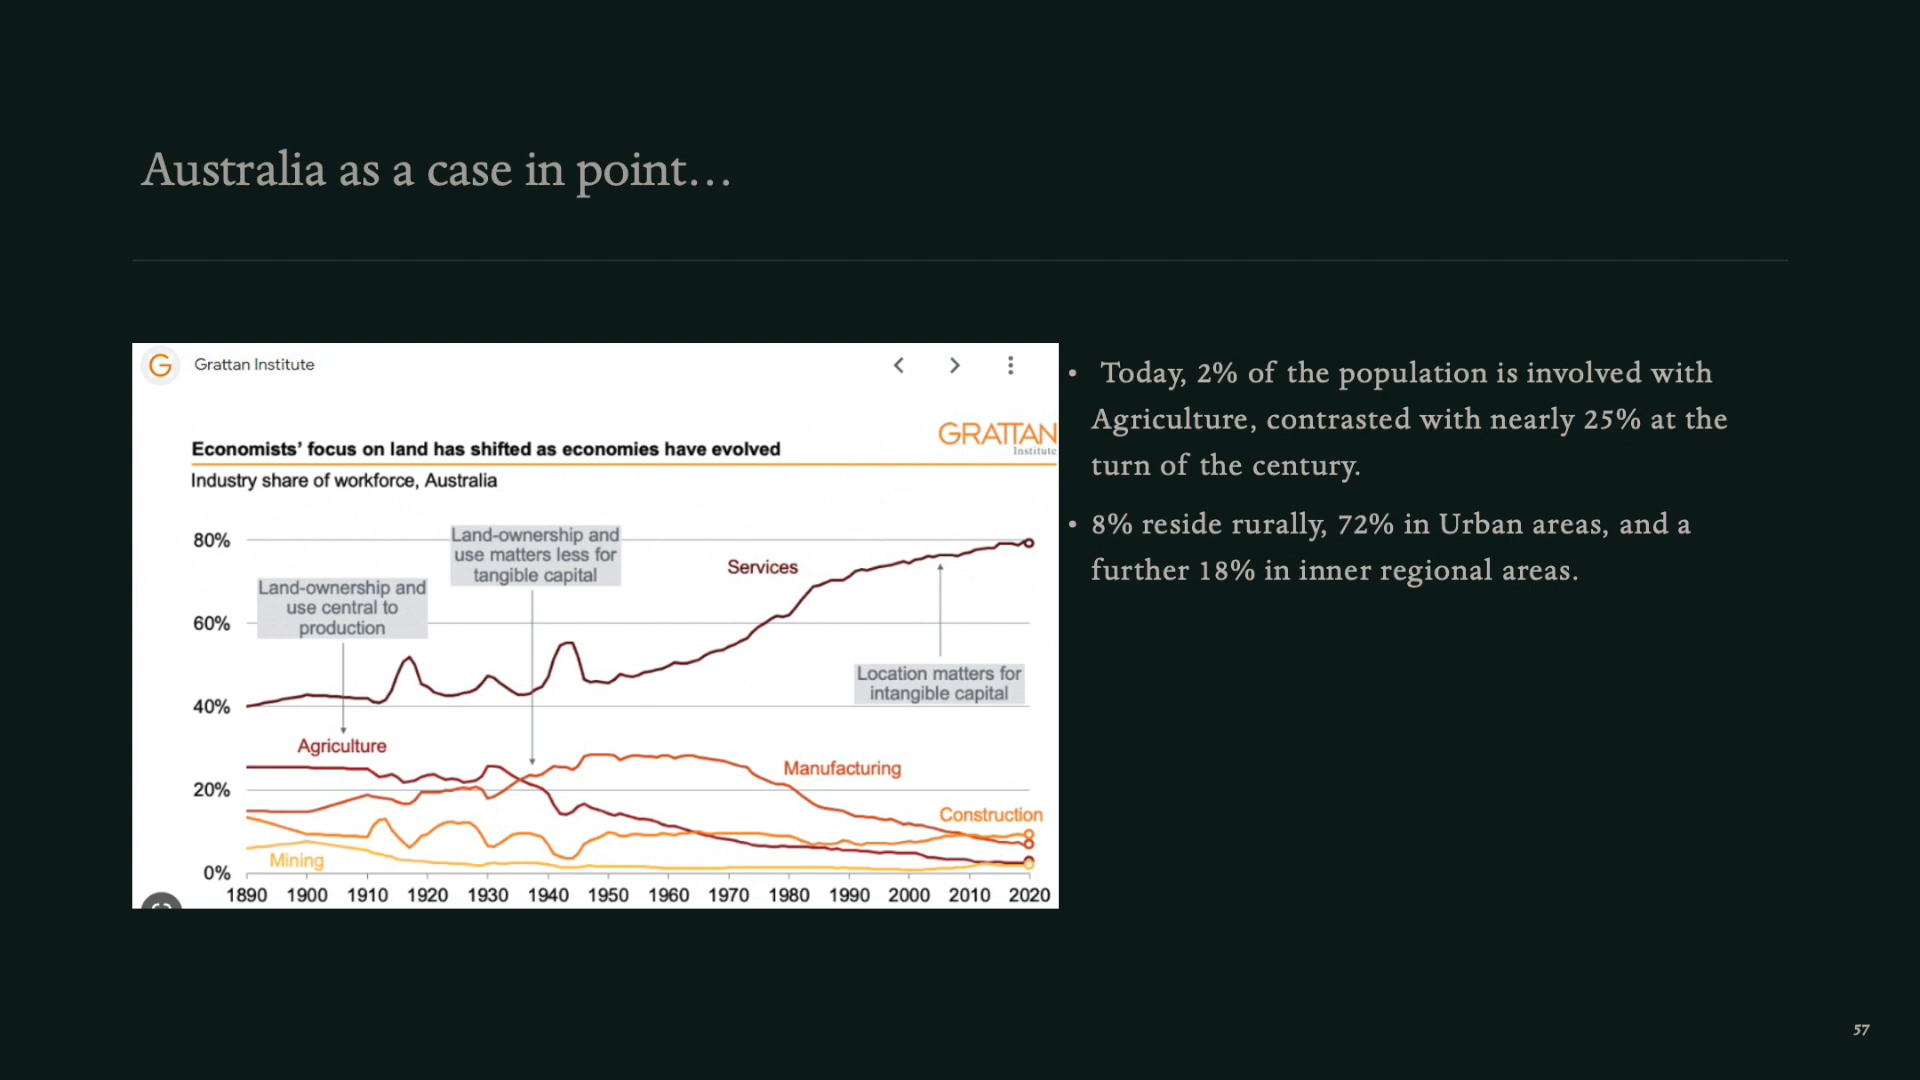 Australia as a case in point...
Grattan Institute
GRATTAN
Institute
Economists' focus on land has shifted as economies have evolved
Industry share of workforce, Australia
80%
60%
40%
20%
0%
Land-ownership and
use central to
production
Land-ownership and
use matters less for
tangible capital
Services
Location matters for
intangible capital
Agriculture
Manufacturing
Construction
Mining
1890 1900 1910 1920 1930 1940 1950 1960 1970 1980 1990 2000 2010 2020
• Today, 2% of the population is involved with
Agriculture, contrasted with nearly 25% at the
turn of the century.
• 8% reside rurally, 72% in Urban areas, and a
further 18% in inner regional areas.
57